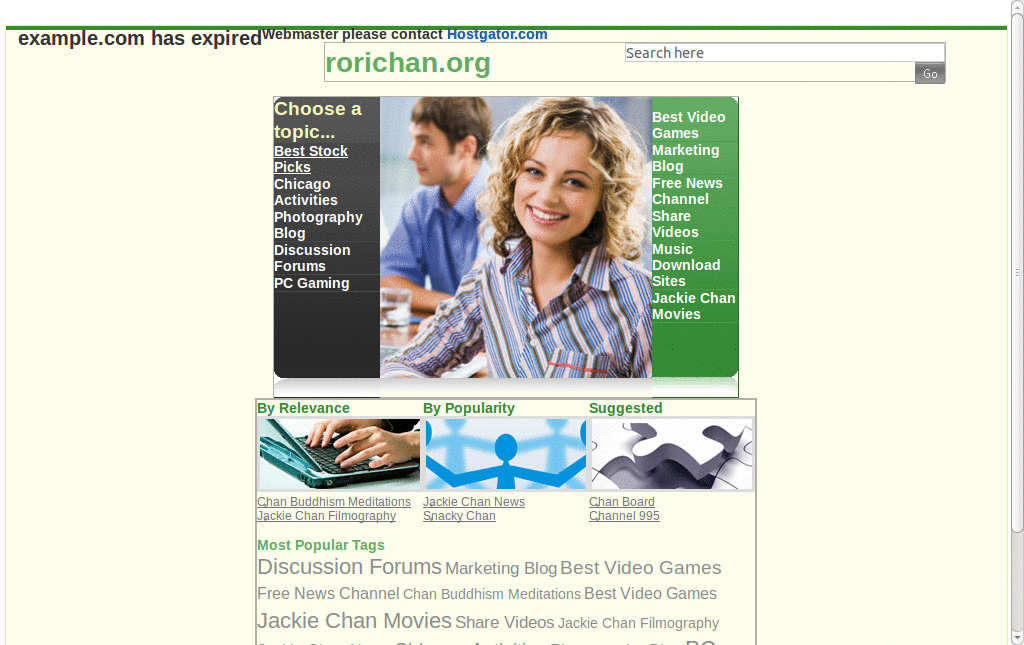 example.com has expired
Webmaster please contact Hostgator.com
rorichan.org
Search here
Go
Choose a
topic...
Best Stock
Picks
Chicago
Activities
Photography
Blog
Discussion
Forums
PC Gaming
Best Video
Games
Marketing
Blog
Free News
Channel
Share
Videos
Music
Download
Sites
Jackie Chan
Movies
By Relevance
Chan Buddhism Meditations
Jackie Chan Filmography
By Popularity
Jackie Chan News
Snacky Chan
Suggested
Chan Board
Channel 995
Most Popular Tags
Discussion Forums Marketing Blog Best Video Games
Free News Channel Chan Buddhism Meditations Best Video Games
Jackie Chan Movies Share Videos Jackie Chan Filmography